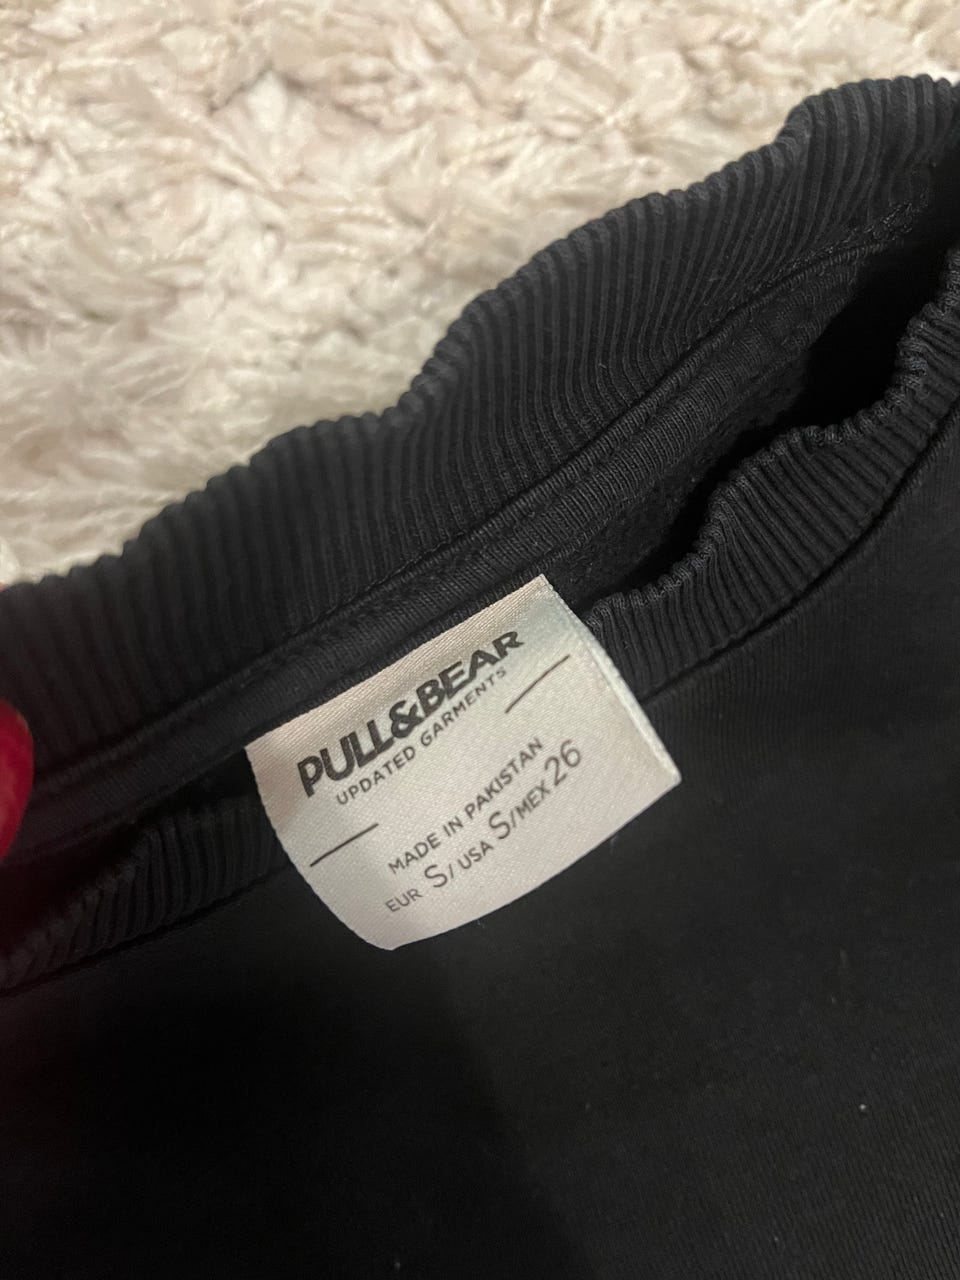 PULL&BEAR
UPDATED GARMENTS
MADE IN PAKISTAN
EUR S/ USA S/MEX 26